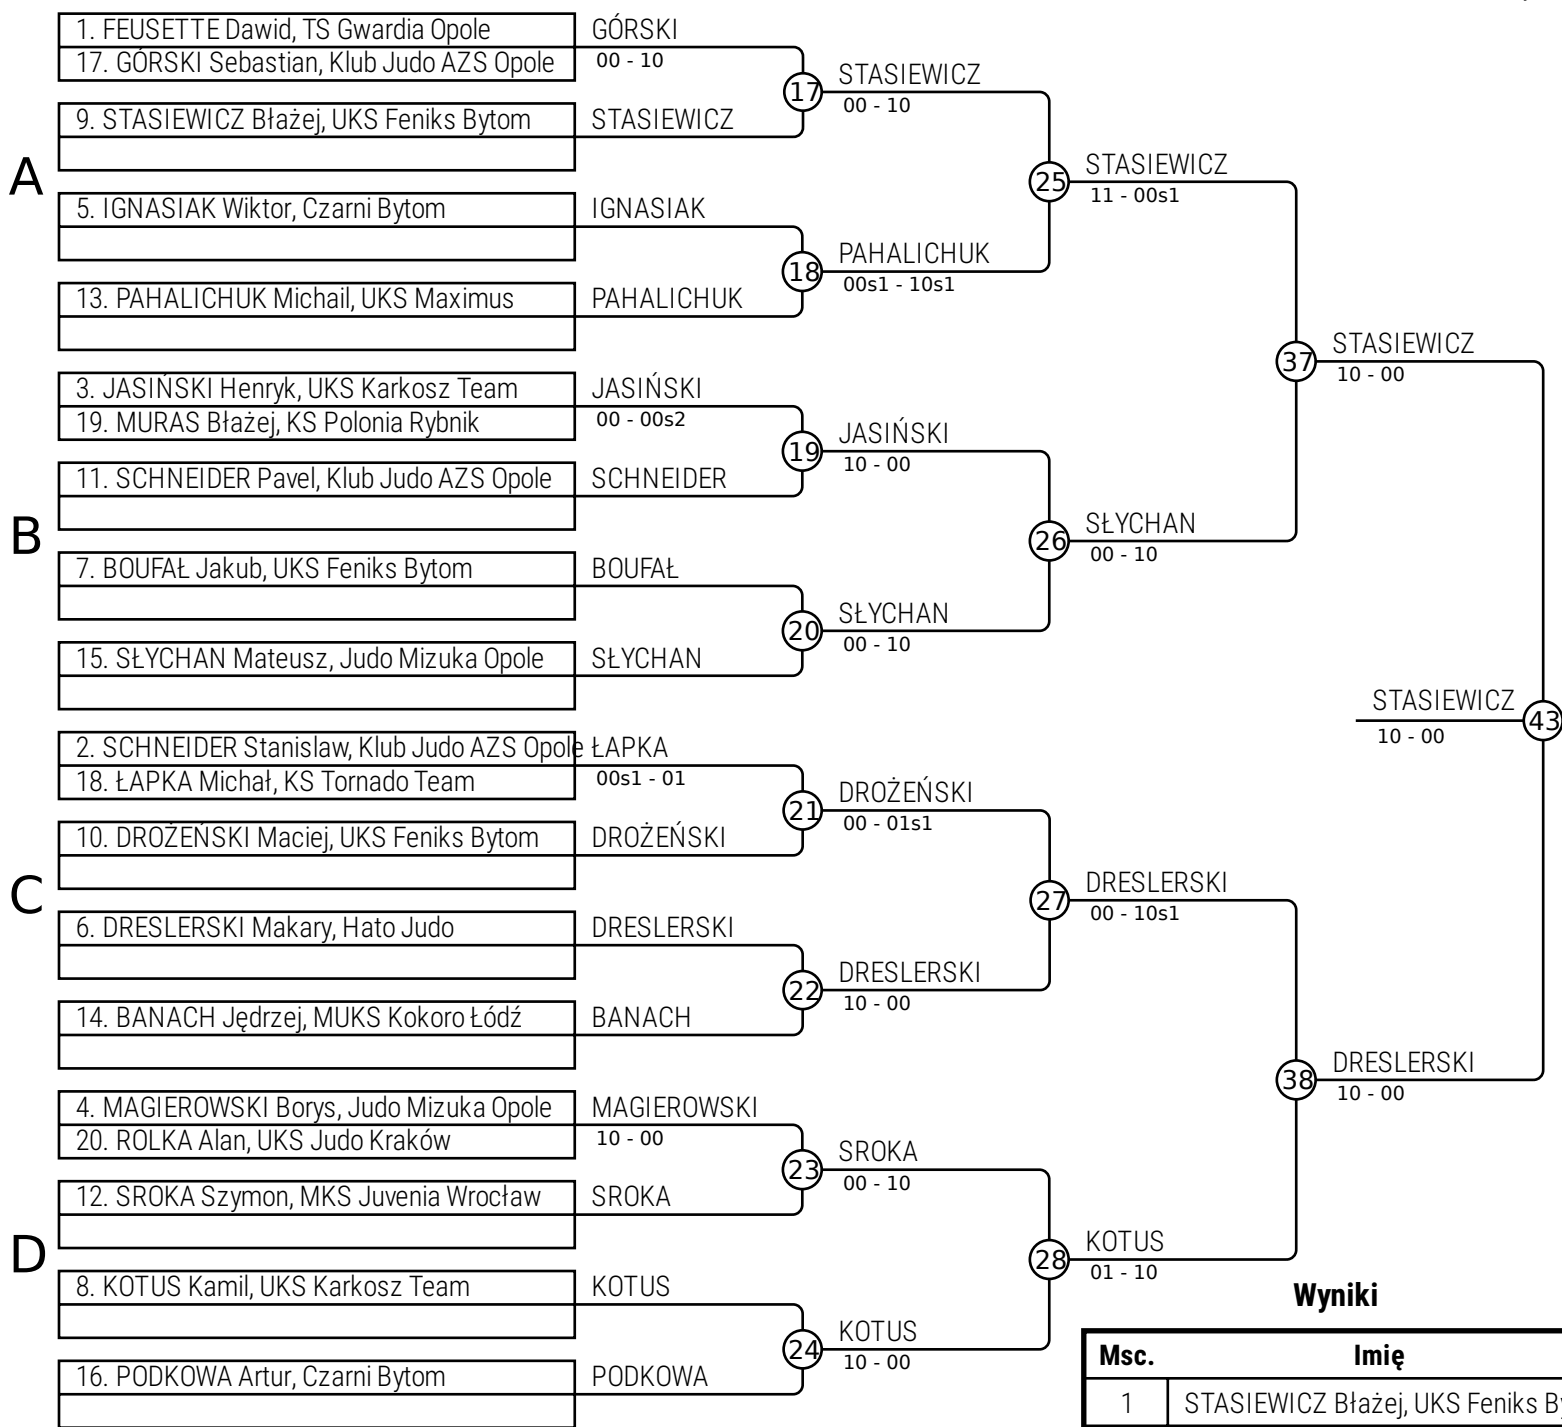 1. FEUSETTE Dawid, TS Gwardia Opole
17. GÓRSKI Sebastian, Klub Judo AZS Opole
GÓRSKI
00 - 10
9. STASIEWICZ Błażej, UKS Feniks Bytom
STASIEWICZ
17
STASIEWICZ
00 - 10
A
5. IGNASIAK Wiktor, Czarni Bytom
IGNASIAK
13. PAHALICHUK Michail, UKS Maximus
PAHALICHUK
18
PAHALICHUK
00s1 - 10s1
25
STASIEWICZ
11 - 00s1
3. JASIŃSKI Henryk, UKS Karkosz Team
19. MURAS Błażej, KS Polonia Rybnik
JASIŃSKI
00 - 00s2
11. SCHNEIDER Pavel, Klub Judo AZS Opole
SCHNEIDER
19
JASIŃSKI
10 - 00
B
7. BOUFAŁ Jakub, UKS Feniks Bytom
BOUFAŁ
15. SŁYCHAN Mateusz, Judo Mizuka Opole
SŁYCHAN
20
SŁYCHAN
00 - 10
26
SŁYCHAN
00 - 10
37
STASIEWICZ
10 - 00
2. SCHNEIDER Stanislaw, Klub Judo AZS Opole
18. ŁAPKA Michał, KS Tornado Team
ŁAPKA
00s1 - 01
10. DROŻEŃSKI Maciej, UKS Feniks Bytom
DROŻEŃSKI
21
DROŻEŃSKI
00 - 01s1
C
6. DRESLERSKI Makary, Hato Judo
DRESLERSKI
14. BANACH Jędrzej, MUKS Kokoro Łódź
BANACH
22
DRESLERSKI
10 - 00
27
DRESLERSKI
00 - 10s1
4. MAGIEROWSKI Borys, Judo Mizuka Opole
20. ROLKA Alan, UKS Judo Kraków
MAGIEROWSKI
10 - 00
12. SROKA Szymon, MKS Juvenia Wrocław
SROKA
23
SROKA
00 - 10
D
8. KOTUS Kamil, UKS Karkosz Team
KOTUS
16. PODKOWA Artur, Czarni Bytom
PODKOWA
24
KOTUS
10 - 00
28
KOTUS
01 - 10
38
DRESLERSKI
10 - 00
STASIEWICZ
10 - 00
43
Wyniki
Msc. Imię
1 STASIEWICZ Błażej, UKS Feniks